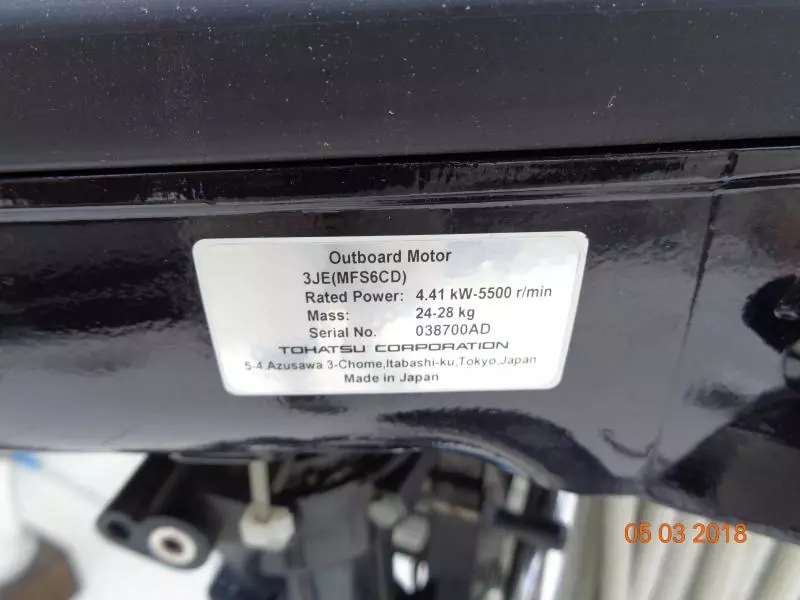 Outboard Motor
3JE(MFS6CD)
Rated Power: 4.41 kW-5500 r/min
Mass: 24-28 kg
Serial No. 038700AD
TOHATSU CORPORATION
5-4,Azusawa 3-Chome,Itabashi-ku,Tokyo,Japan
Made in Japan
05 03 2018